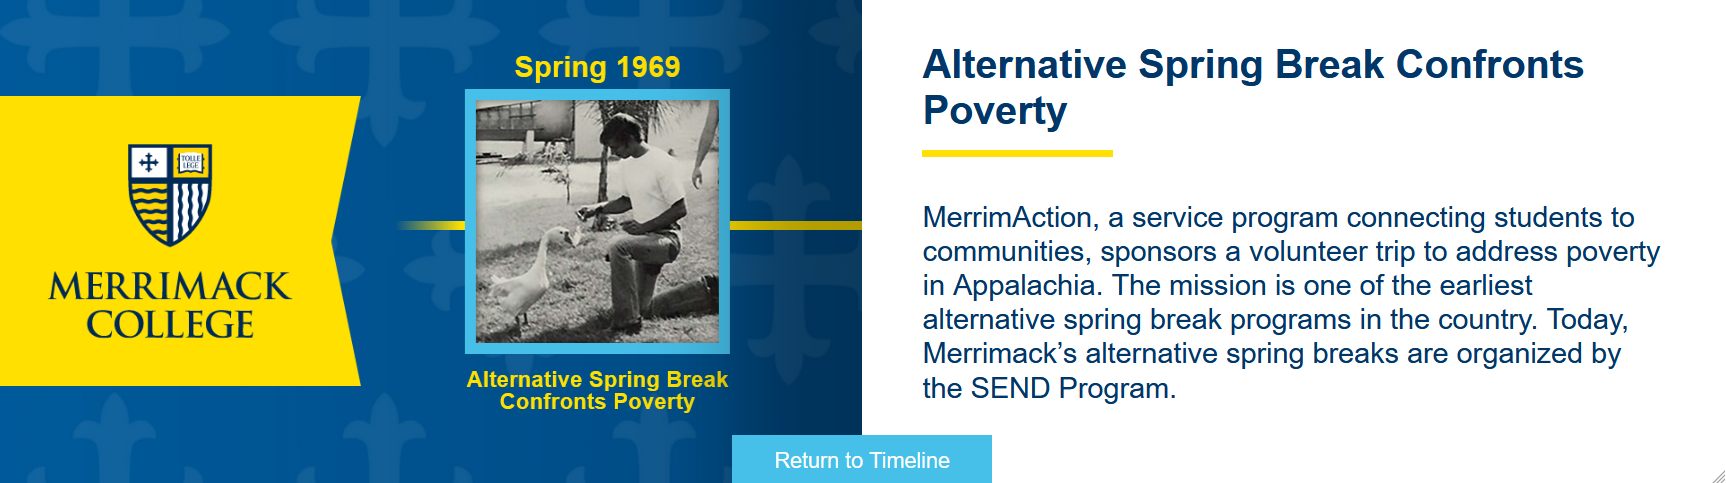 Spring 1969
TOLLE
LEGE
MERRIMACK
COLLEGE
Alternative Spring Break
Confronts Poverty
Alternative Spring Break Confronts
Poverty
MerrimAction, a service program connecting students to
communities, sponsors a volunteer trip to address poverty
in Appalachia. The mission is one of the earliest
alternative spring break programs in the country. Today,
Merrimack’s alternative spring breaks are organized by
the SEND Program.
Return to Timeline